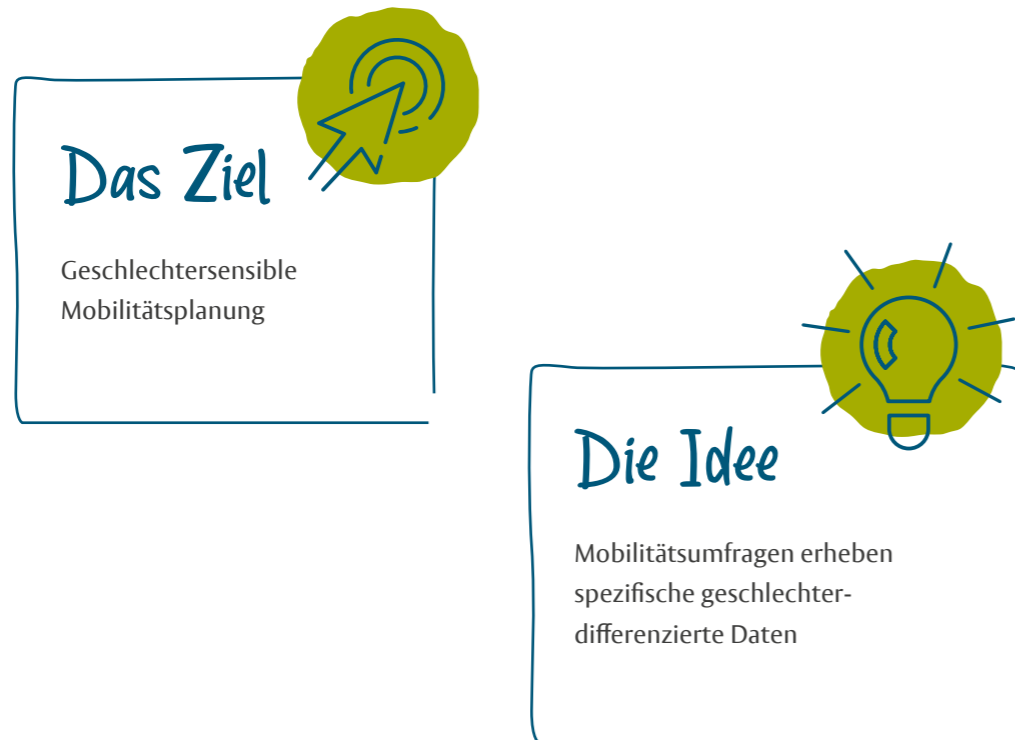 Das Ziel
Geschlechtersensible
Mobilitätsplanung
Die Idee
Mobilitätsumfragen erheben
spezifische geschlechter-
differenzierte Daten